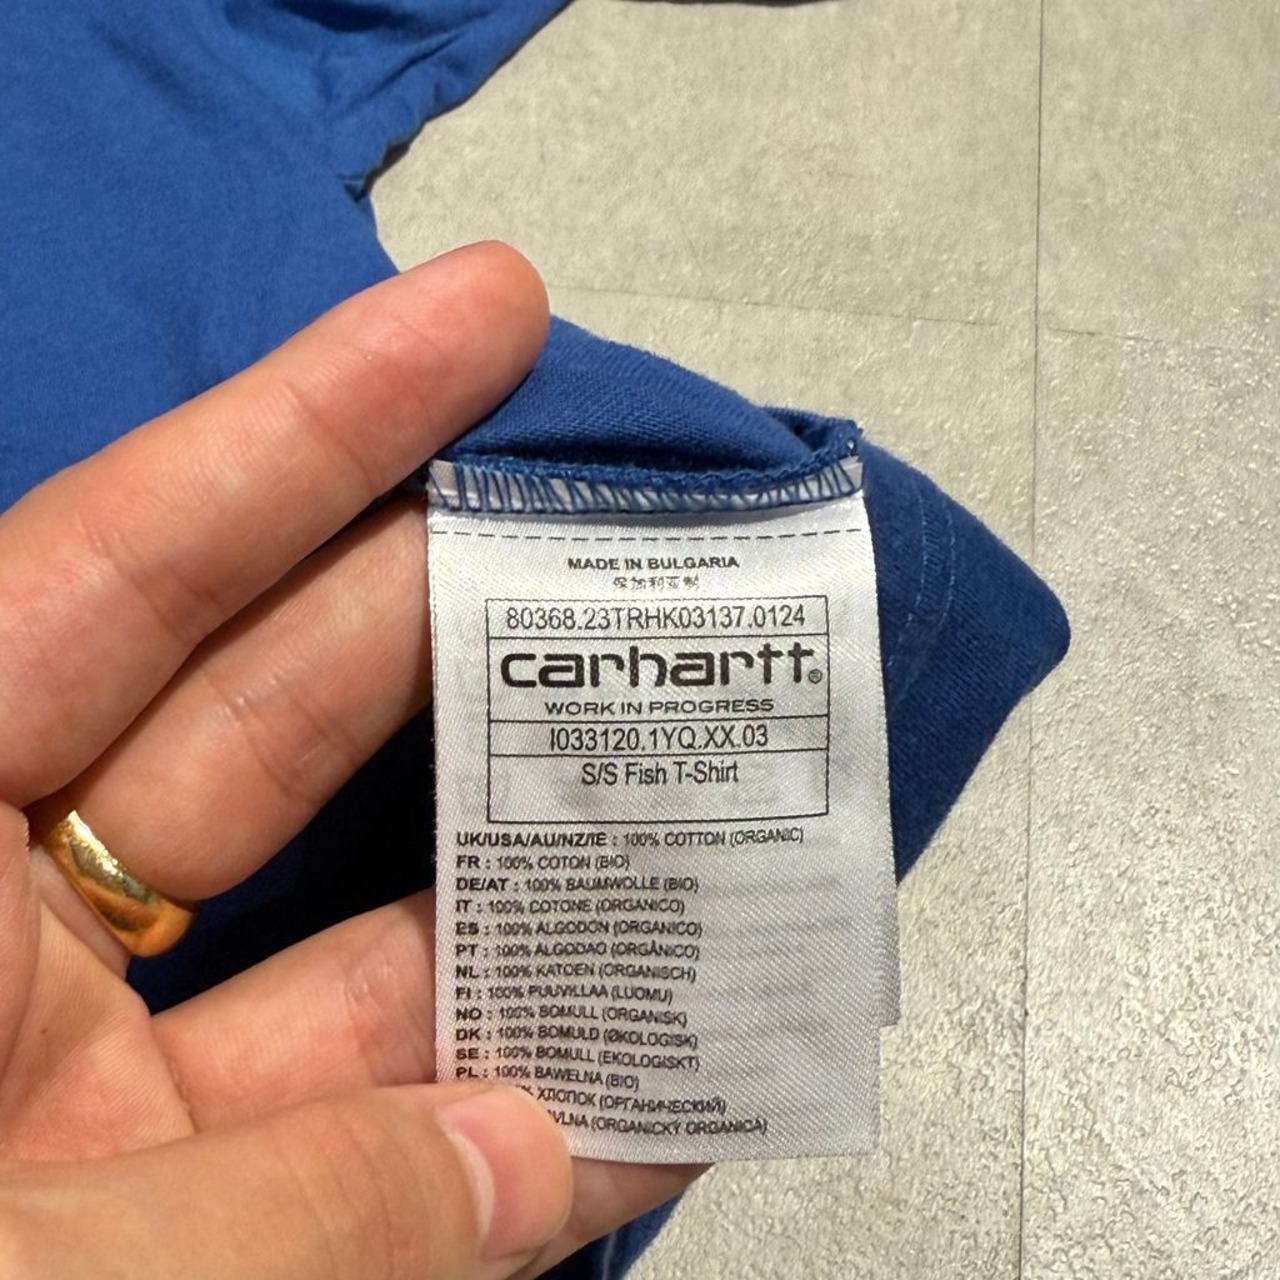 MADE IN BULGARIA
保加利亚制
80368.23TRHK03137.0124
carhartt®
WORK IN PROGRESS
I033120.1YQ.XX.03
S/S Fish T-Shirt
UK/USA/AU/NZ/IE : 100% COTTON (ORGANIC)
FR : 100% COTON (BIO)
DE/AT : 100% BAUMWOLLE (BIO)
IT : 100% COTONE (ORGANICO)
ES : 100% ALGODON (ORGANICO)
PT : 100% ALGODAO (ORGÂNICO)
NL : 100% KATOEN (ORGANISCH)
FI : 100% PUUVILLAA (LUOMU)
NO : 100% BOMULL (ORGANISK)
DK : 100% BOMULD (ØKOLOGISK)
SE : 100% BOMULL (EKOLOGISKT)
PL : 100% BAWELNA (BIO)
% ХЛОПОК (ОРГАНИЧЕСКИЙ)
VLNA (ORGANICKÝ ORGANICÁ)